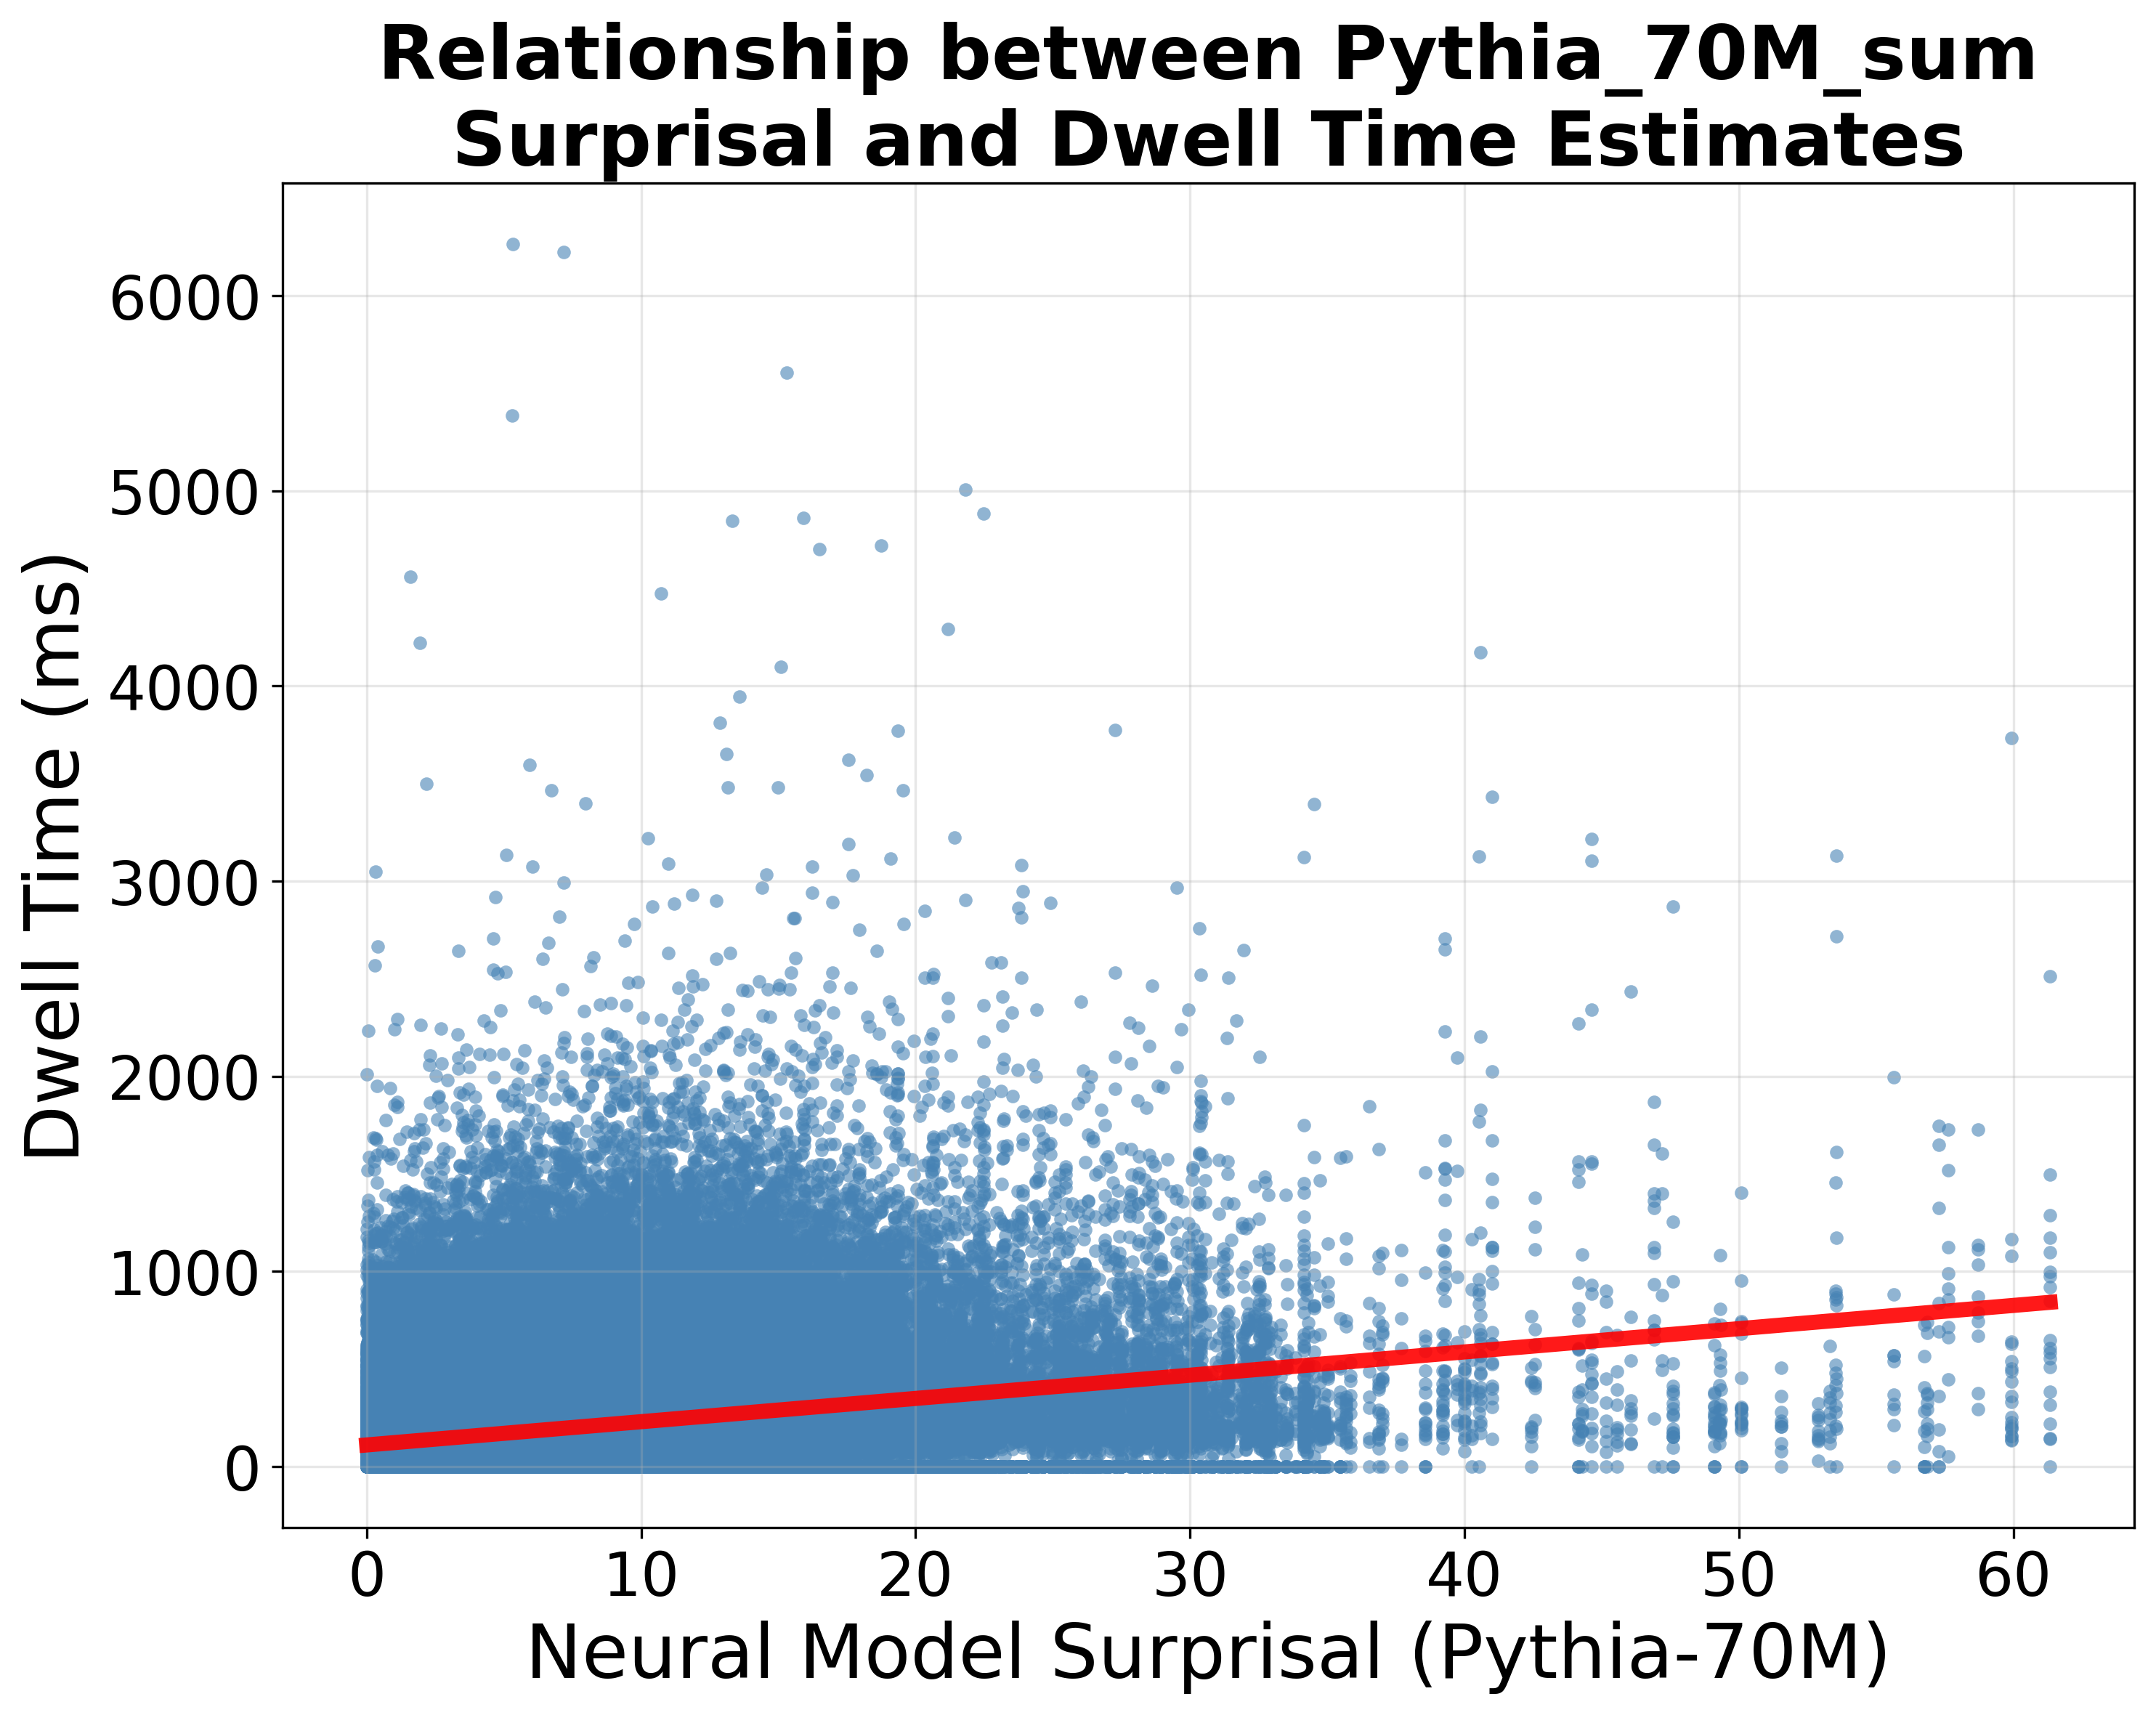 Relationship between Pythia_70M_sum
Surprisal and Dwell Time Estimates
Dwell Time (ms)
6000
5000
4000
3000
2000
1000
0
0 10 20 30 40 50 60
Neural Model Surprisal (Pythia-70M)